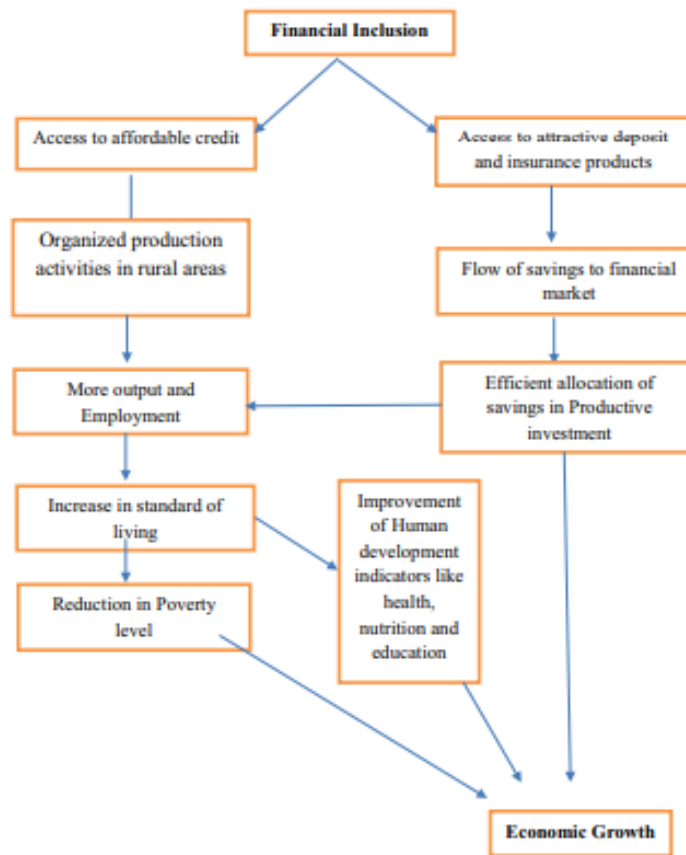 Financial Inclusion
Access to affordable credit
Access to attractive deposit
and insurance products
Organized production
activities in rural areas
Flow of savings to financial
market
More output and
Employment
Efficient allocation of
savings in Productive
investment
Increase in standard of
living
Improvement
of Human
development
indicators like
health,
nutrition and
education
Reduction in Poverty
level
Economic Growth